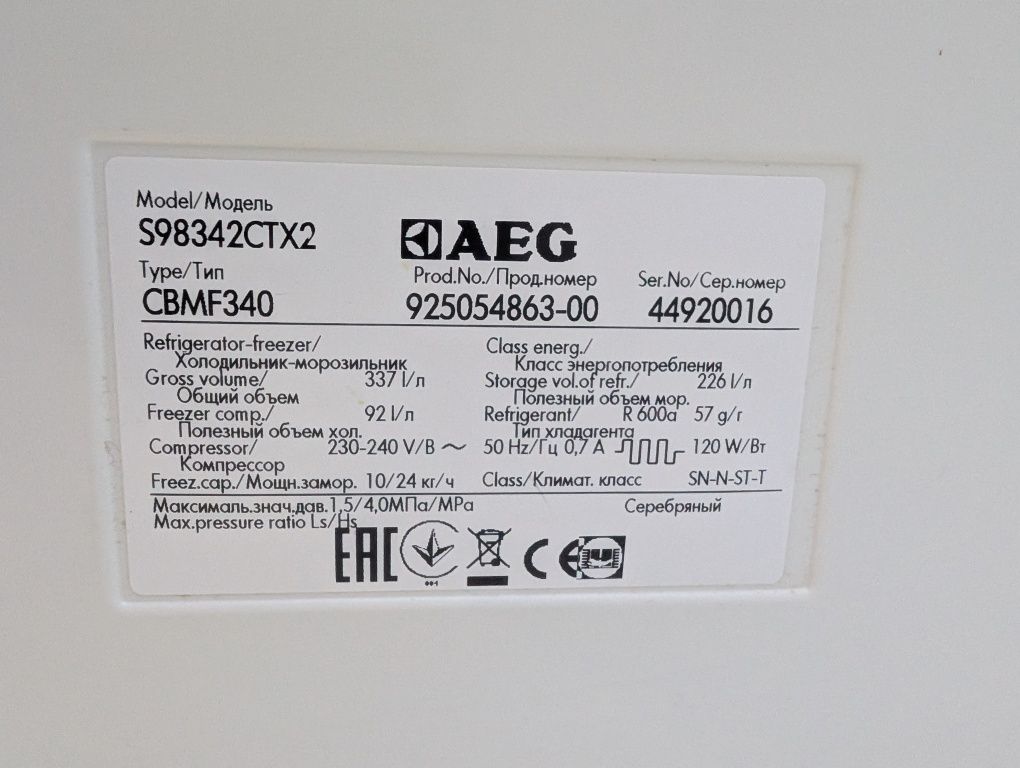 Model/Модель
S98342CTX2
AEG
Type/Тип
Prod.No./Прод.номер
Ser.No/Сер.номер
CBMF340
925054863-00
44920016
Refrigerator-freezer/
Холодильник-морозильник
Class energ./
Класс энергопотребления
Gross volume/ 337 l/л
Общий объем
Storage vol.of refr./ 226 l/л
Полезный объем мор.
Freezer comp./ 92 l/л
Полезный объем хол.
Refrigerant/ R 600a 57 g/г
Тип хладагента
Compressor/ 230-240 V/В ~ 50 Hz/Гц 0,7 A 120 W/Вт
Компрессор
Freez.cap./Мощн.замор. 10/24 кг/ч
Class/Климат. класс SN-N-ST-T
Максималь.знач.дав.1,5/4,0МПа/MPa
Серебряный
Max.pressure ratio Ls/Hs
EAC
001
CE